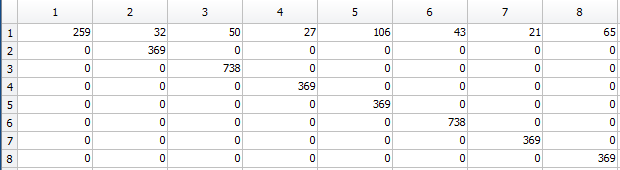 1 2 3 4 5 6 7 8
1 259 32 50 27 106 43 21 65
2 0 369 0 0 0 0 0 0
3 0 0 738 0 0 0 0 0
4 0 0 0 369 0 0 0 0
5 0 0 0 0 369 0 0 0
6 0 0 0 0 0 738 0 0
7 0 0 0 0 0 0 369 0
8 0 0 0 0 0 0 0 369